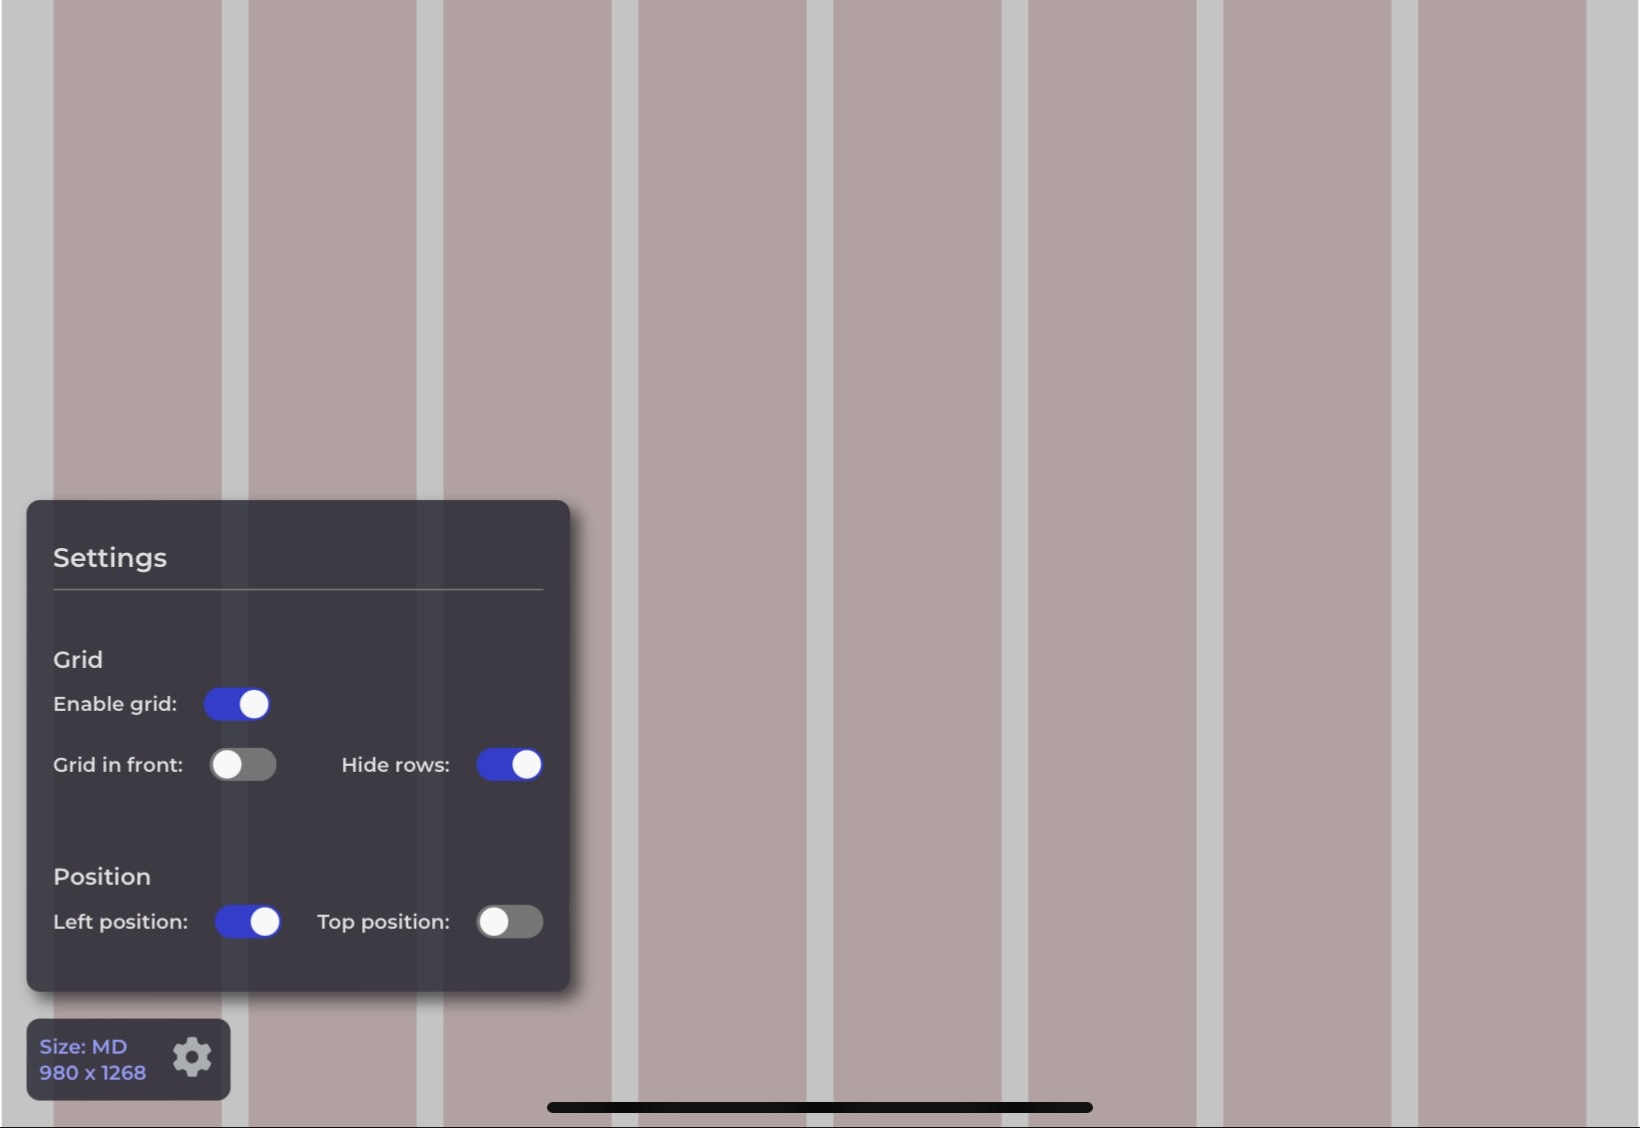 Settings
Grid
Enable grid:
Grid in front:
Hide rows:
Position
Left position:
Top position:
Size: MD
980 x 1268